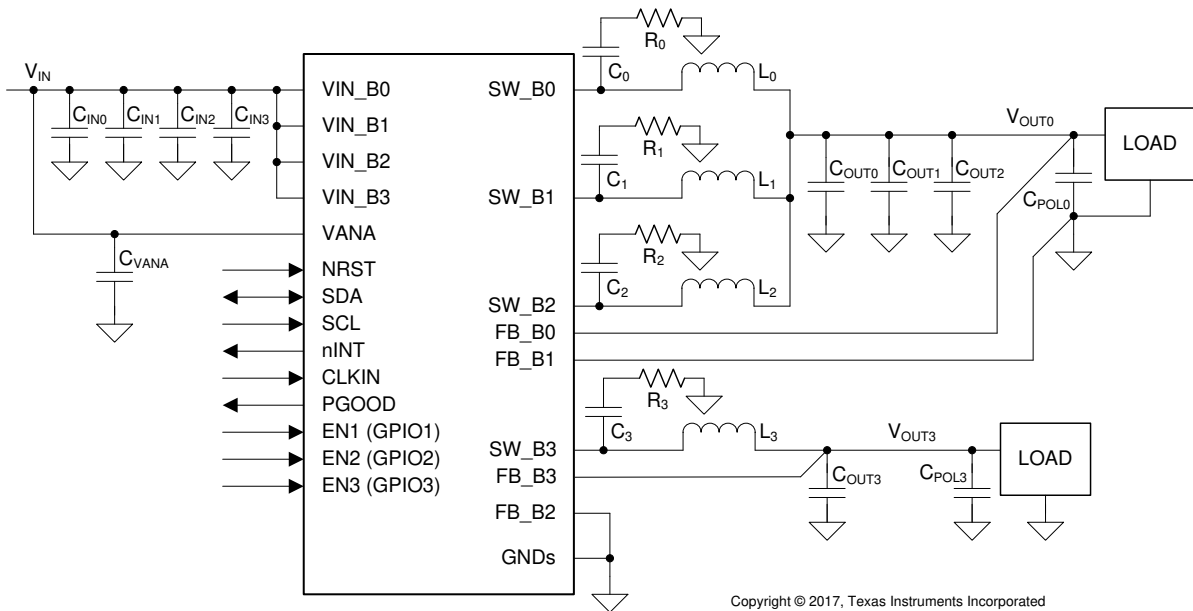 V_IN
C_IN0
C_IN1
C_IN2
C_IN3
C_VANA
VIN_B0
VIN_B1
VIN_B2
VIN_B3
VANA
NRST
SDA
SCL
nINT
CLKIN
PGOOD
EN1 (GPIO1)
EN2 (GPIO2)
EN3 (GPIO3)
SW_B0
SW_B1
SW_B2
FB_B0
FB_B1
SW_B3
FB_B3
FB_B2
GNDs
R_0
C_0
L_0
R_1
C_1
L_1
R_2
C_2
L_2
R_3
C_3
L_3
V_OUT0
C_OUT0
C_OUT1
C_OUT2
C_POL0
LOAD
V_OUT3
C_OUT3
C_POL3
LOAD
Copyright © 2017, Texas Instruments Incorporated